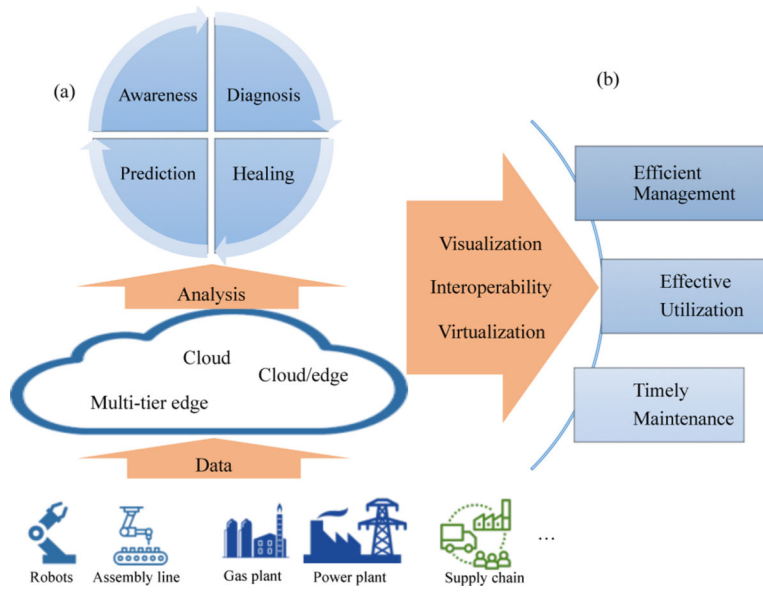 (a)
Awareness
Diagnosis
Prediction
Healing
Analysis
Cloud
Cloud/edge
Multi-tier edge
Data
Robots
Assembly line
Gas plant
Power plant
Supply chain
...
(b)
Visualization
Interoperability
Virtualization
Efficient
Management
Effective
Utilization
Timely
Maintenance